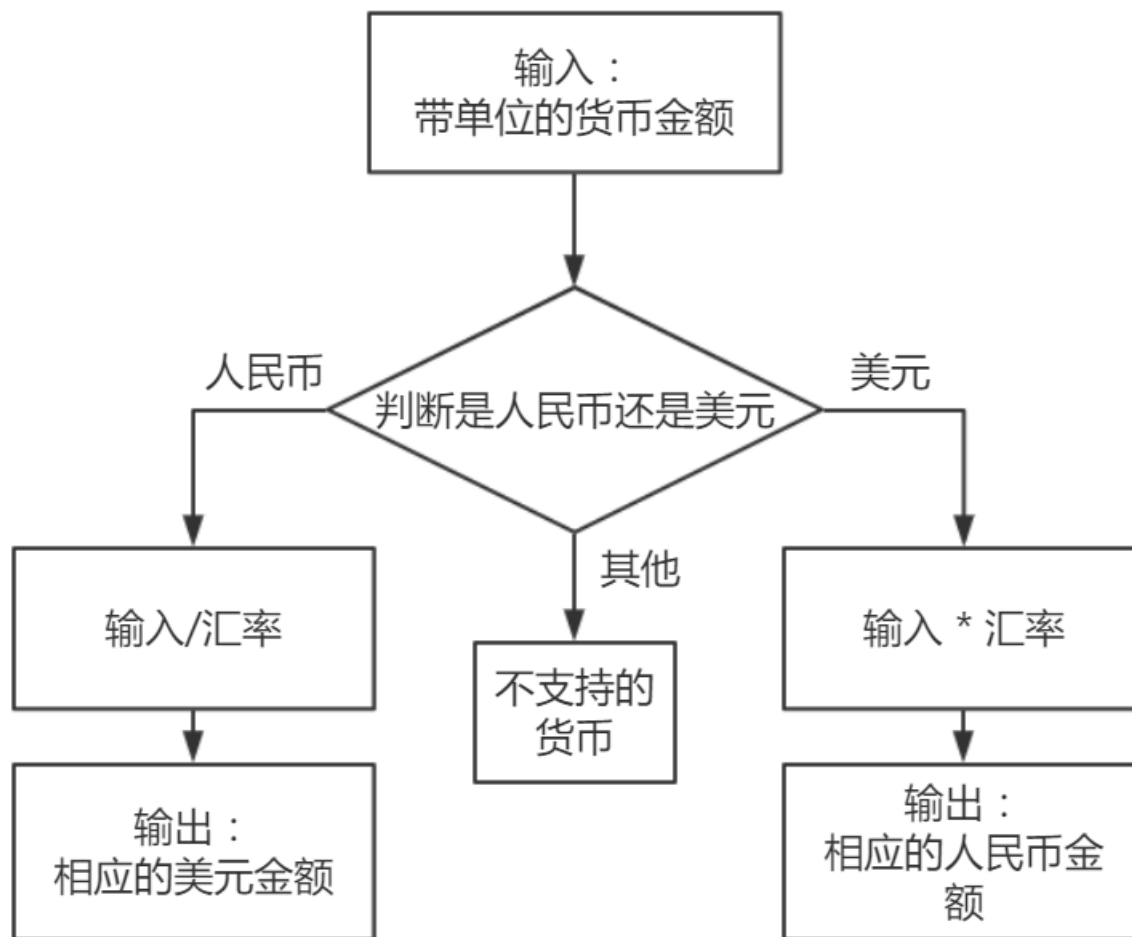 输入：
带单位的货币金额
人民币
美元
判断是人民币还是美元
其他
输入/汇率
不支持的
货币
输入 * 汇率
输出：
相应的美元金额
输出：
相应的人民币金
额